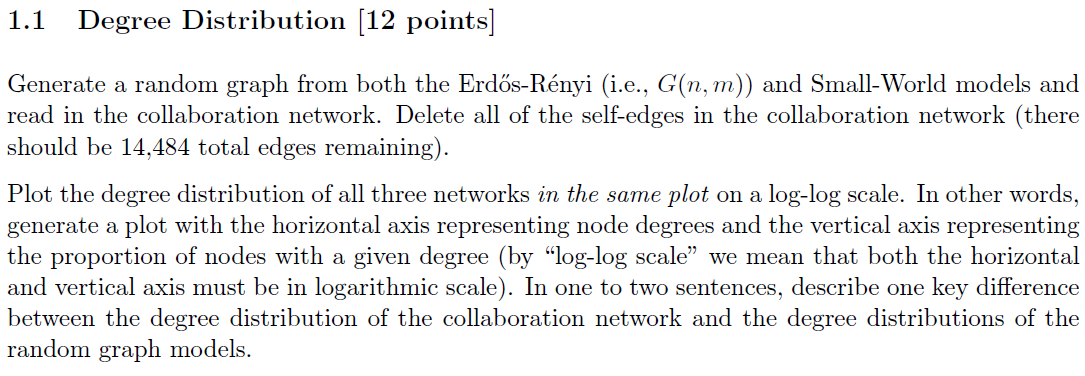 1.1 Degree Distribution [12 points]
Generate a random graph from both the Erdős-Rényi (i.e., G(n, m)) and Small-World models and
read in the collaboration network. Delete all of the self-edges in the collaboration network (there
should be 14,484 total edges remaining).
Plot the degree distribution of all three networks in the same plot on a log-log scale. In other words,
generate a plot with the horizontal axis representing node degrees and the vertical axis representing
the proportion of nodes with a given degree (by “log-log scale” we mean that both the horizontal
and vertical axis must be in logarithmic scale). In one to two sentences, describe one key difference
between the degree distribution of the collaboration network and the degree distributions of the
random graph models.